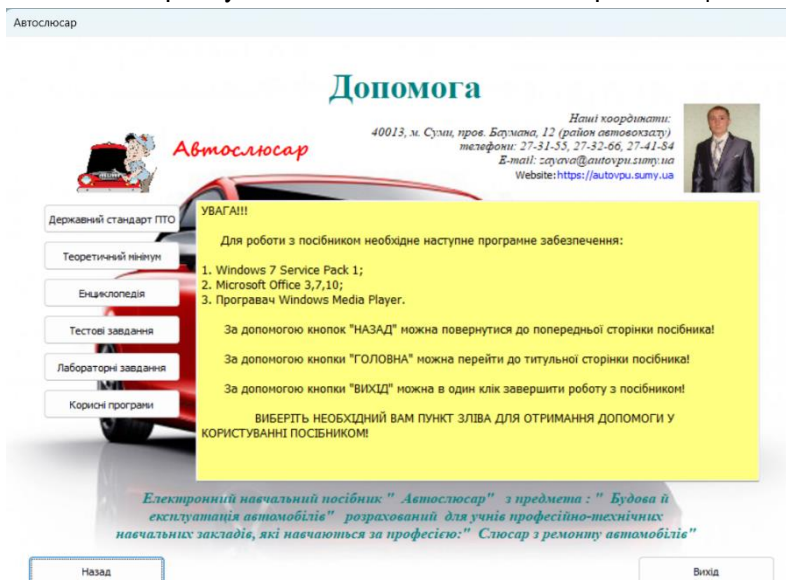 Автослюсар
Допомога
Наші координати:
40013, м. Суми, пров. Баумана, 12 (район автовокзалу)
телефони: 27-31-55, 27-32-66, 27-41-84
E-mail: zayava@autovpu.sumy.ua
Website:https://autovpu.sumy.ua
Автослюсар
Державний стандарт ПТО
Теоретичний мінімум
Енциклопедія
Тестові завдання
Лабораторні завдання
Корисні програми
УВАГА!!!
Для роботи з посібником необхідне наступне програмне забезпечення:
1. Windows 7 Service Pack 1;
2. Microsoft Office 3,7,10;
3. Програвач Windows Media Player.
За допомогою кнопок "НАЗАД" можна повернутися до попередньої сторінки посібника!
За допомогою кнопки "ГОЛОВНА" можна перейти до титульної сторінки посібника!
За допомогою кнопки "ВИХІД" можна в один клік завершити роботу з посібником!
ВИБЕРІТЬ НЕОБХІДНИЙ ВАМ ПУНКТ ЗЛІВА ДЛЯ ОТРИМАННЯ ДОПОМОГИ У
КОРИСТУВАННІ ПОСІБНИКОМ!
Електронний навчальний посібник " Автослюсар" з предмета : " Будова й
експлуатація автомобілів" розрахований для учнів професійно-технічних
навчальних закладів, які навчаються за професією:" Слюсар з ремонту автомобілів"
Назад
Вихід